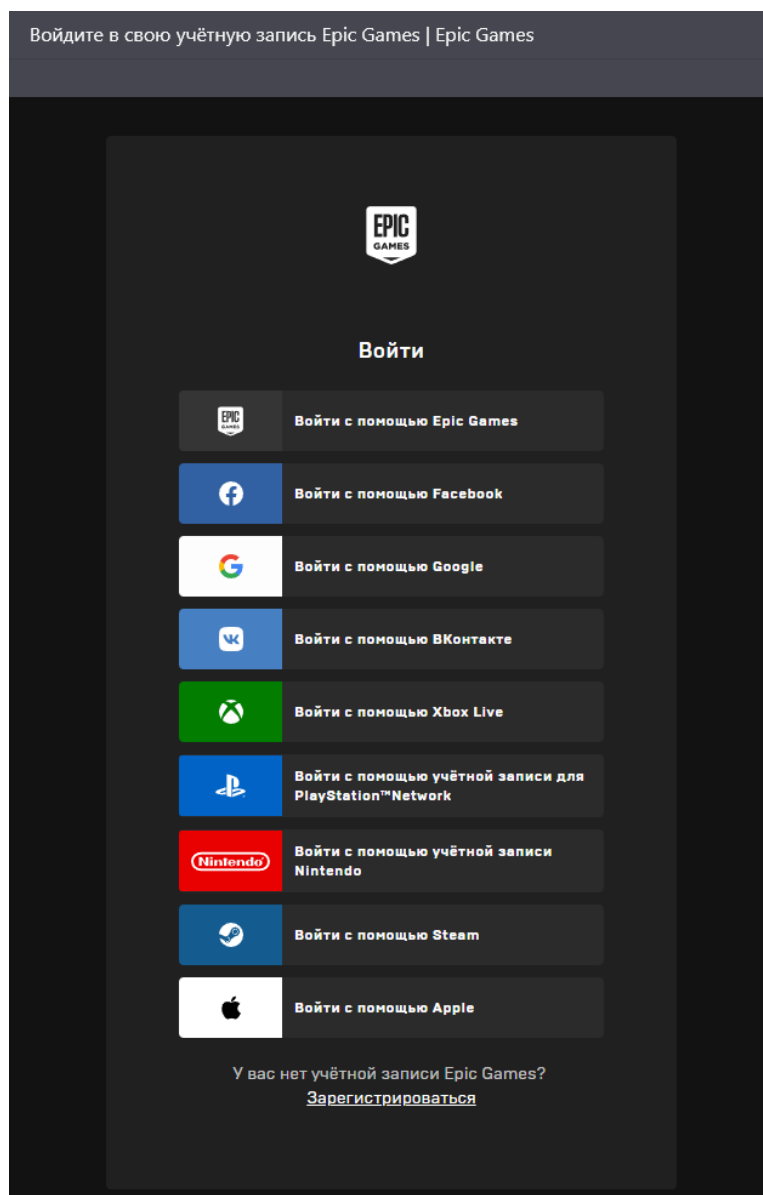 Войдите в свою учётную запись Epic Games | Epic Games
EPIC
GAMES
Войти
EPIC
GAMES
Войти с помощью Epic Games
Войти с помощью Facebook
G
Войти с помощью Google
Войти с помощью ВКонтакте
Войти с помощью Xbox Live
Войти с помощью учётной записи для
PlayStation™Network
Nintendo
Войти с помощью учётной записи
Nintendo
Войти с помощью Steam
Войти с помощью Apple
У вас нет учётной записи Epic Games?
Зарегистрироваться